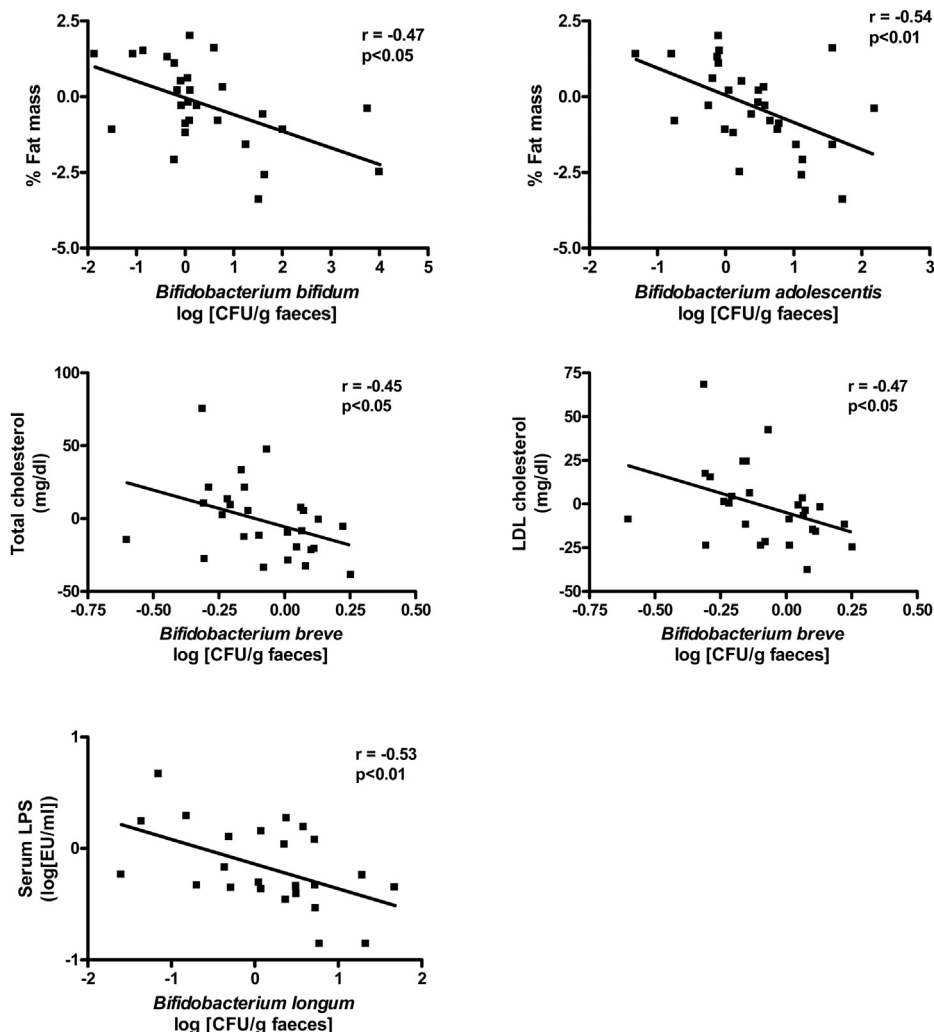 r = -0.47
p<0.05
2.5
0.0
-2.5
-5.0
% Fat mass
-2 -1 0 1 2 3 4 5
Bifidobacterium bifidum
log [CFU/g faeces]
r = -0.54
p<0.01
2.5
0.0
-2.5
-5.0
% Fat mass
-2 -1 0 1 2 3
Bifidobacterium adolescentis
log [CFU/g faeces]
r = -0.45
p<0.05
100
50
0
-50
Total cholesterol
(mg/dl)
-0.75 -0.50 -0.25 0.00 0.25 0.50
Bifidobacterium breve
log [CFU/g faeces]
r = -0.47
p<0.05
75
50
25
0
-25
-50
LDL cholesterol
(mg/dl)
-0.75 -0.50 -0.25 0.00 0.25 0.50
Bifidobacterium breve
log [CFU/g faeces]
r = -0.53
p<0.01
1
0
-1
Serum LPS
(log[EU/ml])
-2 -1 0 1 2
Bifidobacterium longum
log [CFU/g faeces]